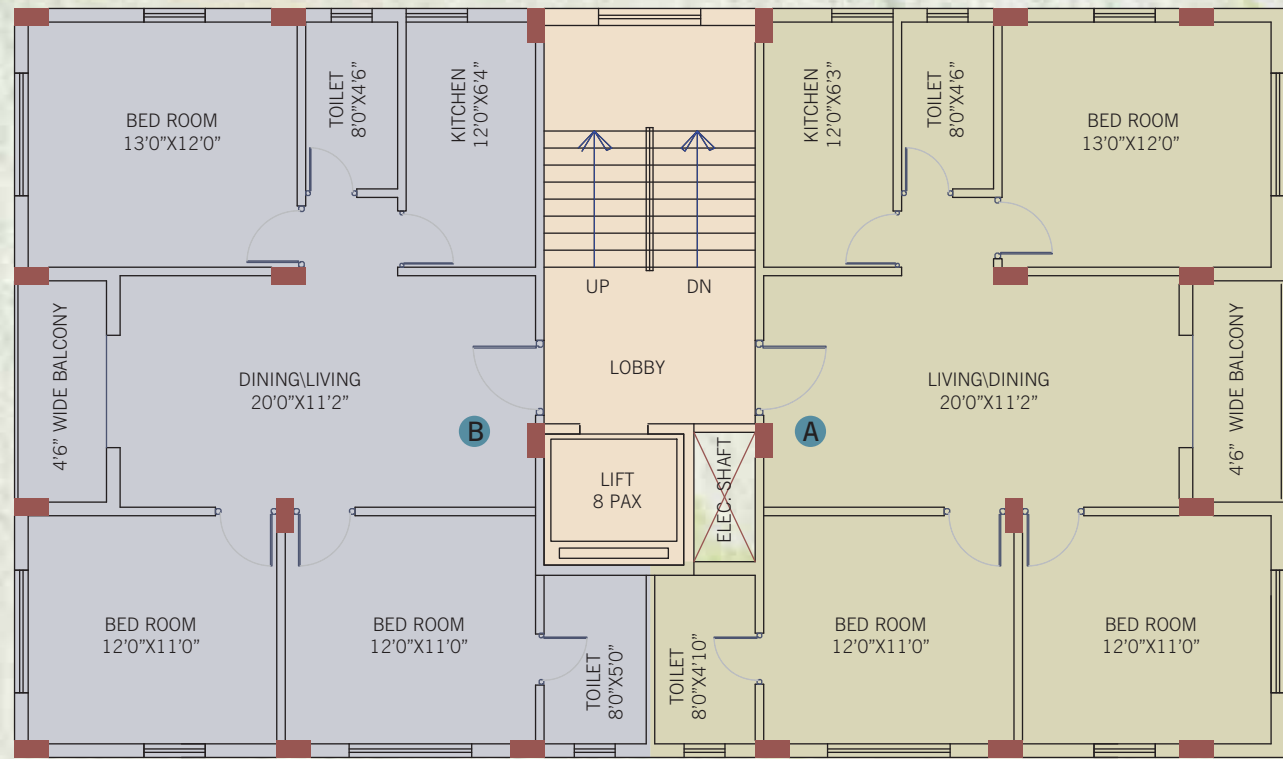 BED ROOM
13'0"X12'0"
TOILET
8'0"X4'6"
KITCHEN
12'0"X6'4"
KITCHEN
12'0"X6'3"
TOILET
8'0"X4'6"
BED ROOM
13'0"X12'0"
UP
DN
4'6" WIDE BALCONY
DINING\LIVING
20'0"X11'2"
B
LOBBY
A
LIVING\DINING
20'0"X11'2"
4'6" WIDE BALCONY
LIFT
8 PAX
ELEC. SHAFT
BED ROOM
12'0"X11'0"
BED ROOM
12'0"X11'0"
TOILET
8'0"X5'0"
TOILET
8'0"X4'10"
BED ROOM
12'0"X11'0"
BED ROOM
12'0"X11'0"